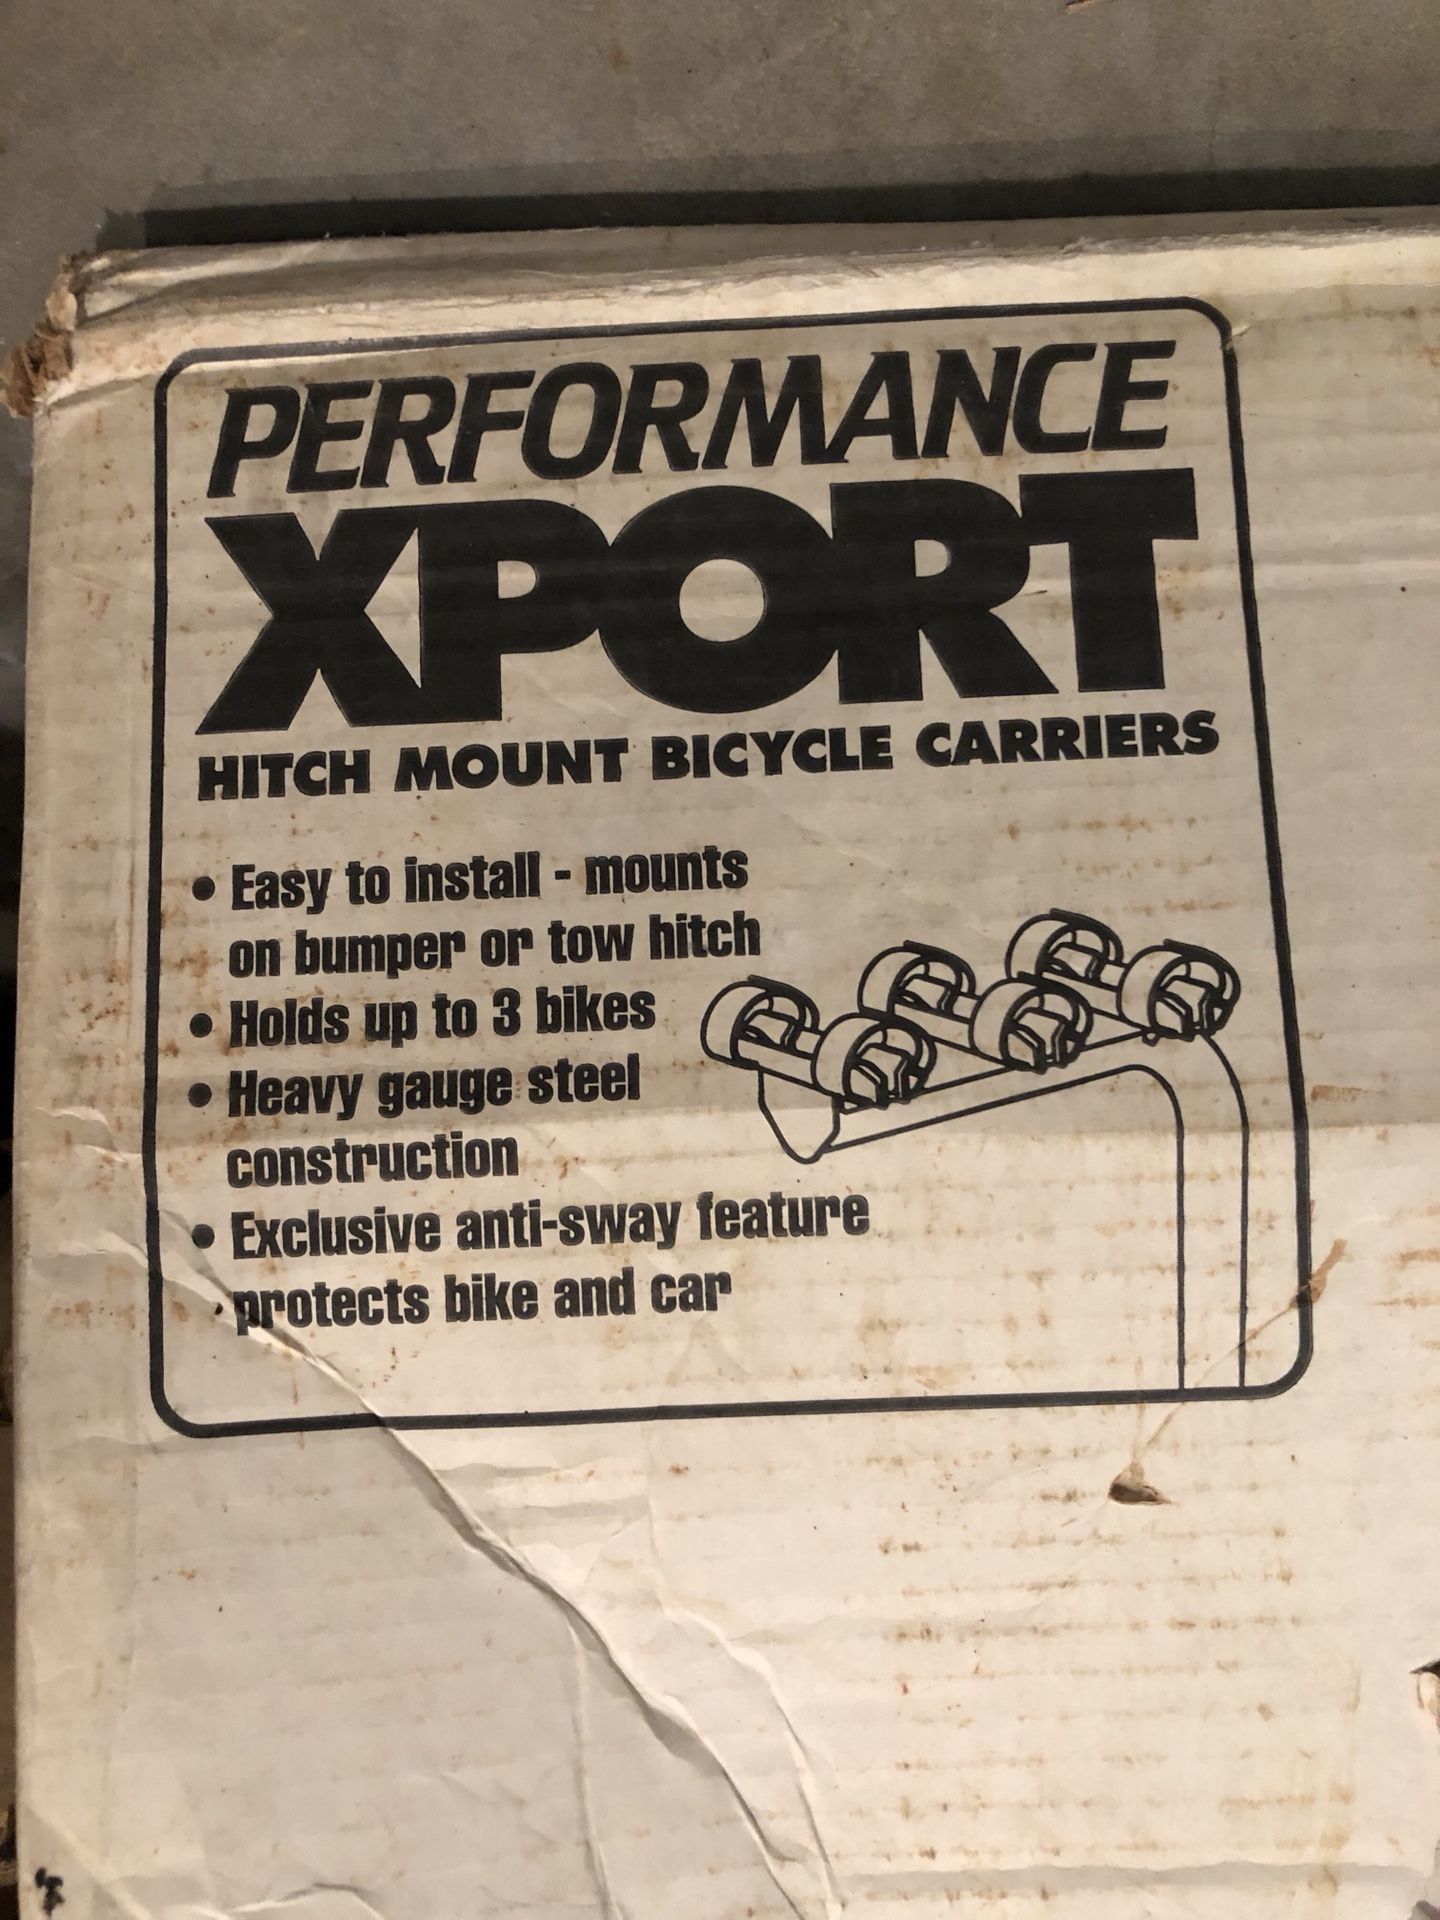 PERFORMANCE
XPORT
HITCH MOUNT BICYCLE CARRIERS
• Easy to install - mounts
on bumper or tow hitch
• Holds up to 3 bikes
• Heavy gauge steel
construction
• Exclusive anti-sway feature
protects bike and car